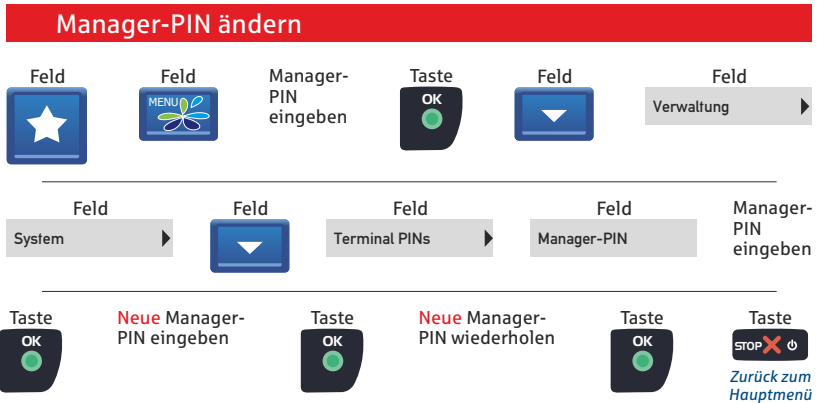 Manager-PIN ändern
Feld
MENU
Feld
Manager-
PIN
eingeben
Taste
OK
Feld
Feld
Verwaltung
Feld
System
Feld
Feld
Terminal PINs
Feld
Manager-PIN
Manager-
PIN
eingeben
Taste
OK
Neue Manager-
PIN eingeben
Taste
OK
Neue Manager-
PIN wiederholen
Taste
OK
Taste
STOP
Zurück zum
Hauptmenü